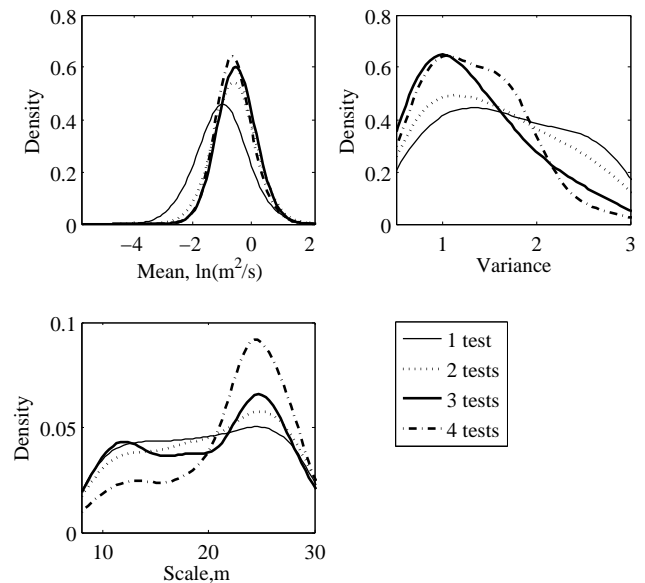 0.8
0.6
0.4
0.2
0
Density
−4
−2
0
2
Mean, ln(m²/s)
0.8
0.6
0.4
0.2
0
Density
1
2
3
Variance
0.1
0.05
0
Density
10
20
30
Scale,m
1 test
2 tests
3 tests
4 tests